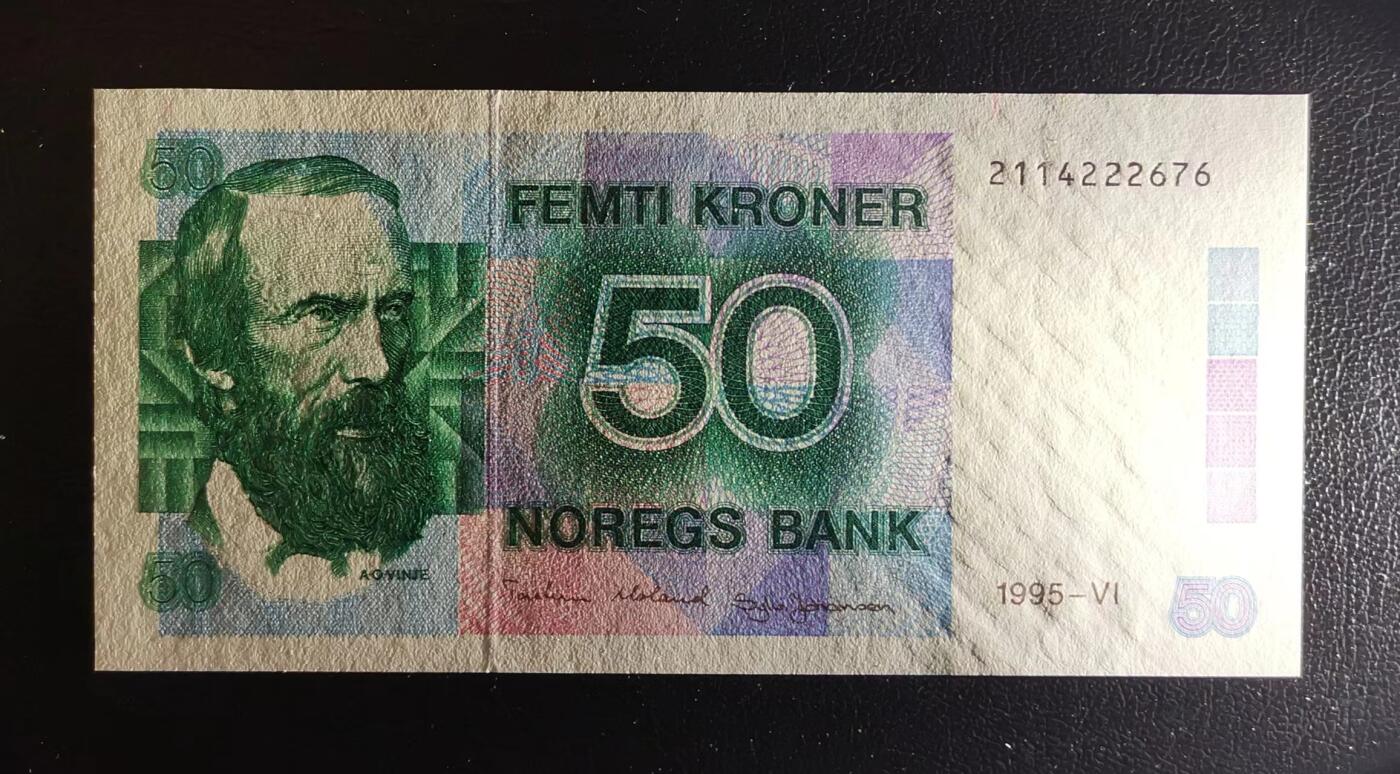 50
FEMTI KRONER
2114222676
50
NOREGS BANK
A·O·VINJE
50
1995–VI
50